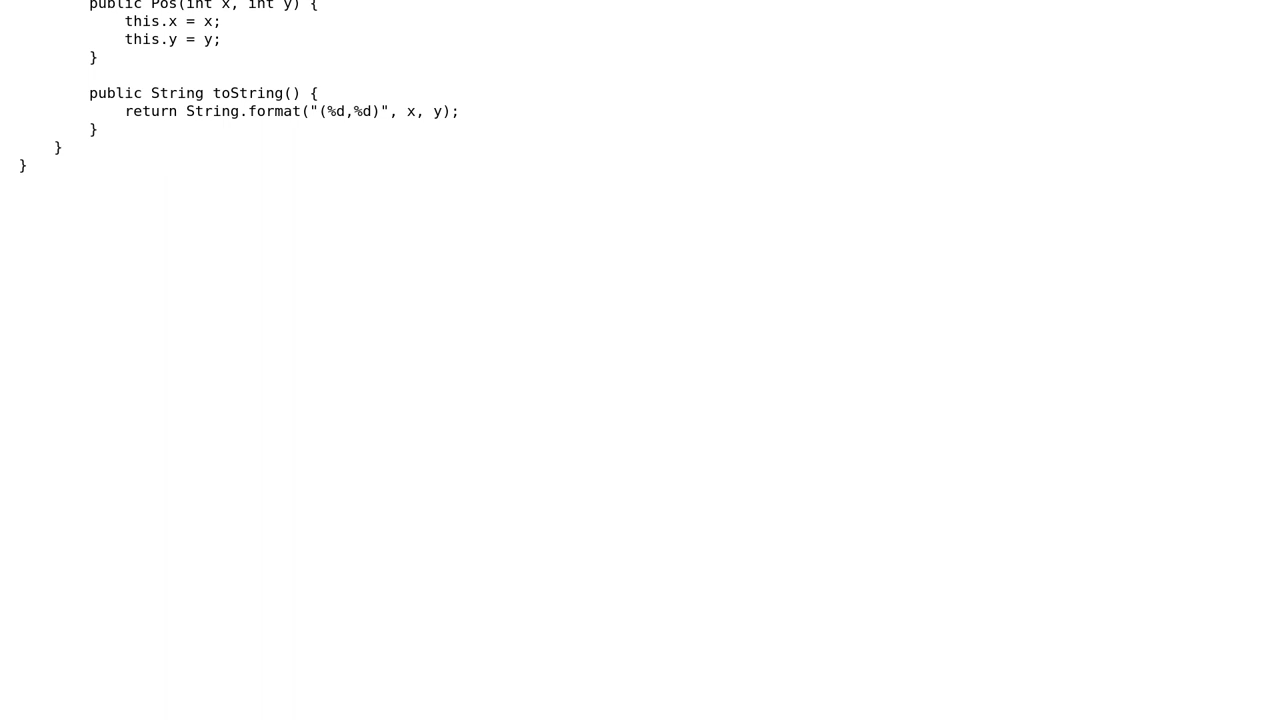 public Pos(int x, int y) {
this.x = x;
this.y = y;
}
public String toString() {
return String.format("(%d,%d)", x, y);
}
}
}